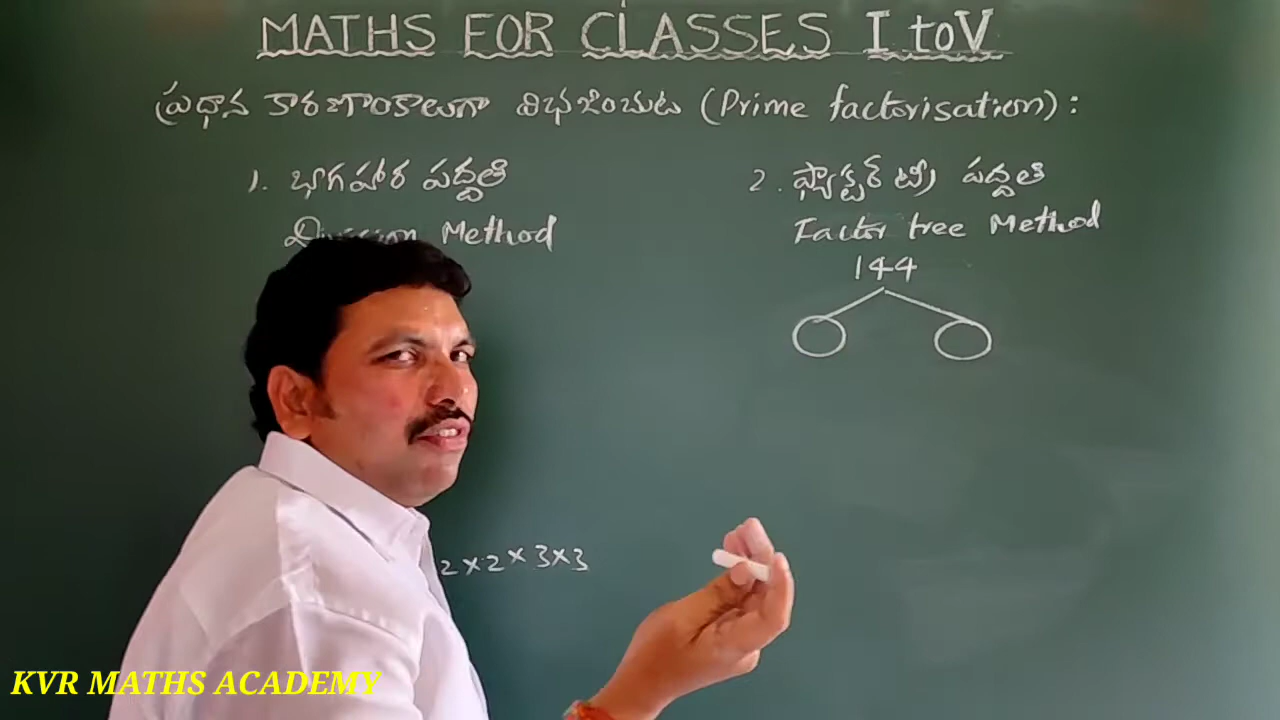 MATHS FOR CLASSES I to V
ప్రధాన కారణాంకాలుగా విభజించుట (Prime factorisation) :
1. భాగహార పద్ధతి
Division Method
2. ఫ్యాక్టర్ ట్రీ పద్ధతి
Factor tree Method
144
2×2×3×3
KVR MATHS ACADEMY